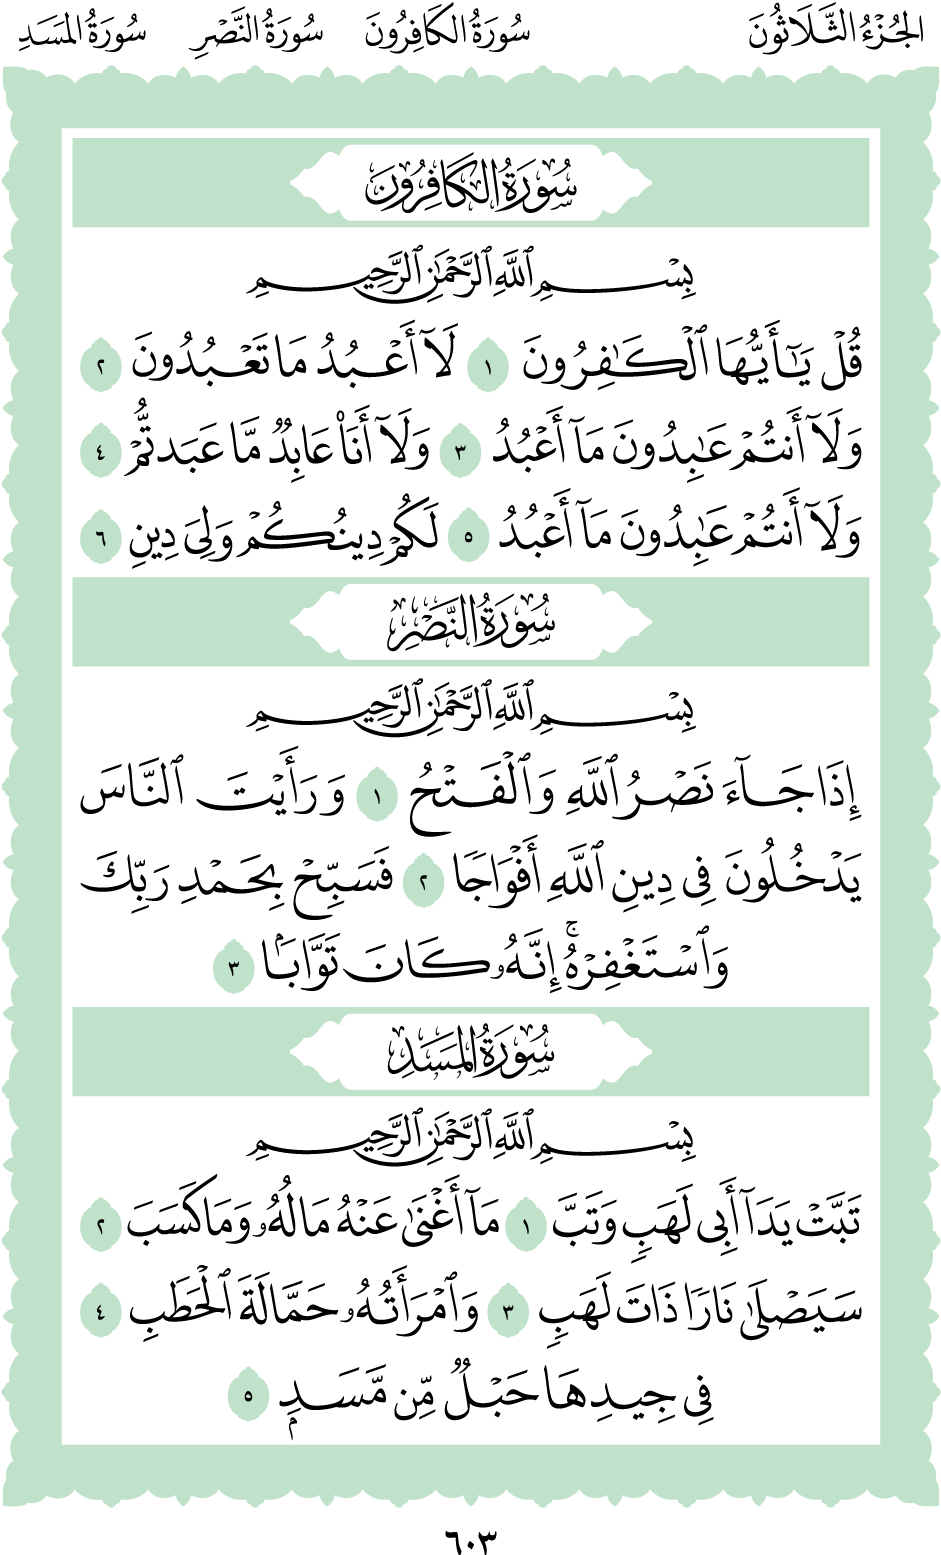 الجُزْءُ الثَّلَاثُونَ سُورَةُ الكَافِرُونَ سُورَةُ النَّصْرِ سُورَةُ المَسَدِ
سُورَةُ الكَافِرُونَ
بِسْمِ ٱللَّهِ ٱلرَّحْمَٰنِ ٱلرَّحِيمِ
قُلْ يَٰٓأَيُّهَا ٱلْكَٰفِرُونَ ١ لَآ أَعْبُدُ مَا تَعْبُدُونَ ٢
وَلَآ أَنتُمْ عَٰبِدُونَ مَآ أَعْبُدُ ٣ وَلَآ أَنَا۠ عَابِدٌ مَّا عَبَدتُّمْ ٤
وَلَآ أَنتُمْ عَٰبِدُونَ مَآ أَعْبُدُ ٥ لَكُمْ دِينُكُمْ وَلِىَ دِينِ ٦
سُورَةُ النَّصْرِ
بِسْمِ ٱللَّهِ ٱلرَّحْمَٰنِ ٱلرَّحِيمِ
إِذَا جَآءَ نَصْرُ ٱللَّهِ وَٱلْفَتْحُ ١ وَرَأَيْتَ ٱلنَّاسَ
يَدْخُلُونَ فِى دِينِ ٱللَّهِ أَفْوَاجًا ٢ فَسَبِّحْ بِحَمْدِ رَبِّكَ
وَٱسْتَغْفِرْهُۚ إِنَّهُۥ كَانَ تَوَّابَۢا ٣
سُورَةُ المَسَدِ
بِسْمِ ٱللَّهِ ٱلرَّحْمَٰنِ ٱلرَّحِيمِ
تَبَّتْ يَدَآ أَبِى لَهَبٍ وَتَبَّ ١ مَآ أَغْنَىٰ عَنْهُ مَالُهُۥ وَمَا كَسَبَ ٢
سَيَصْلَىٰ نَارًا ذَاتَ لَهَبٍ ٣ وَٱمْرَأَتُهُۥ حَمَّالَةَ ٱلْحَطَبِ ٤
فِى جِيدِهَا حَبْلٌ مِّن مَّسَدٍۭ ٥
٦٠٣